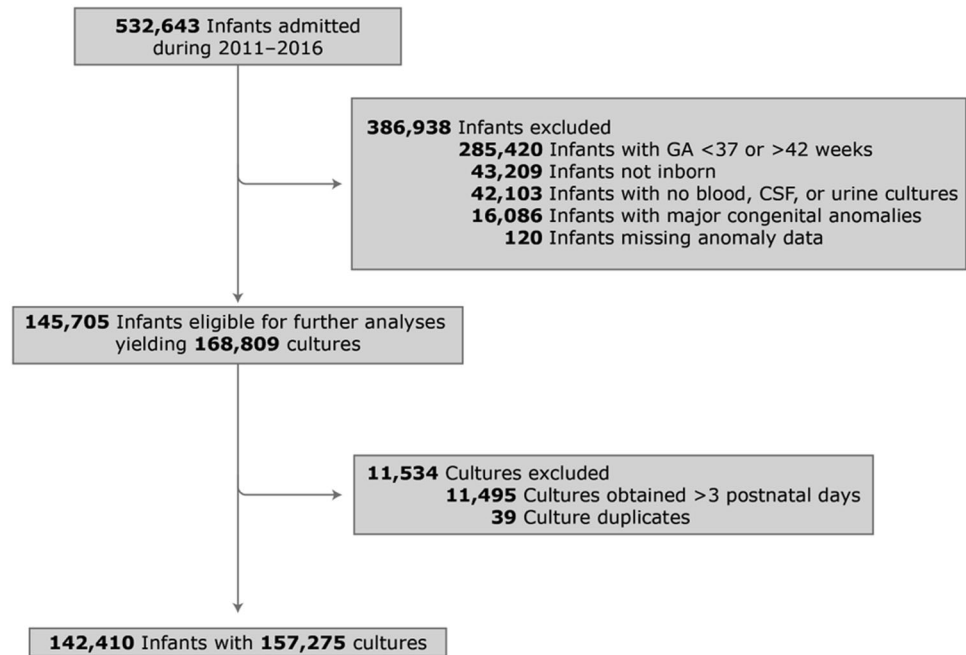 532,643 Infants admitted
during 2011–2016
386,938 Infants excluded
285,420 Infants with GA <37 or >42 weeks
43,209 Infants not inborn
42,103 Infants with no blood, CSF, or urine cultures
16,086 Infants with major congenital anomalies
120 Infants missing anomaly data
145,705 Infants eligible for further analyses
yielding 168,809 cultures
11,534 Cultures excluded
11,495 Cultures obtained >3 postnatal days
39 Culture duplicates
142,410 Infants with 157,275 cultures